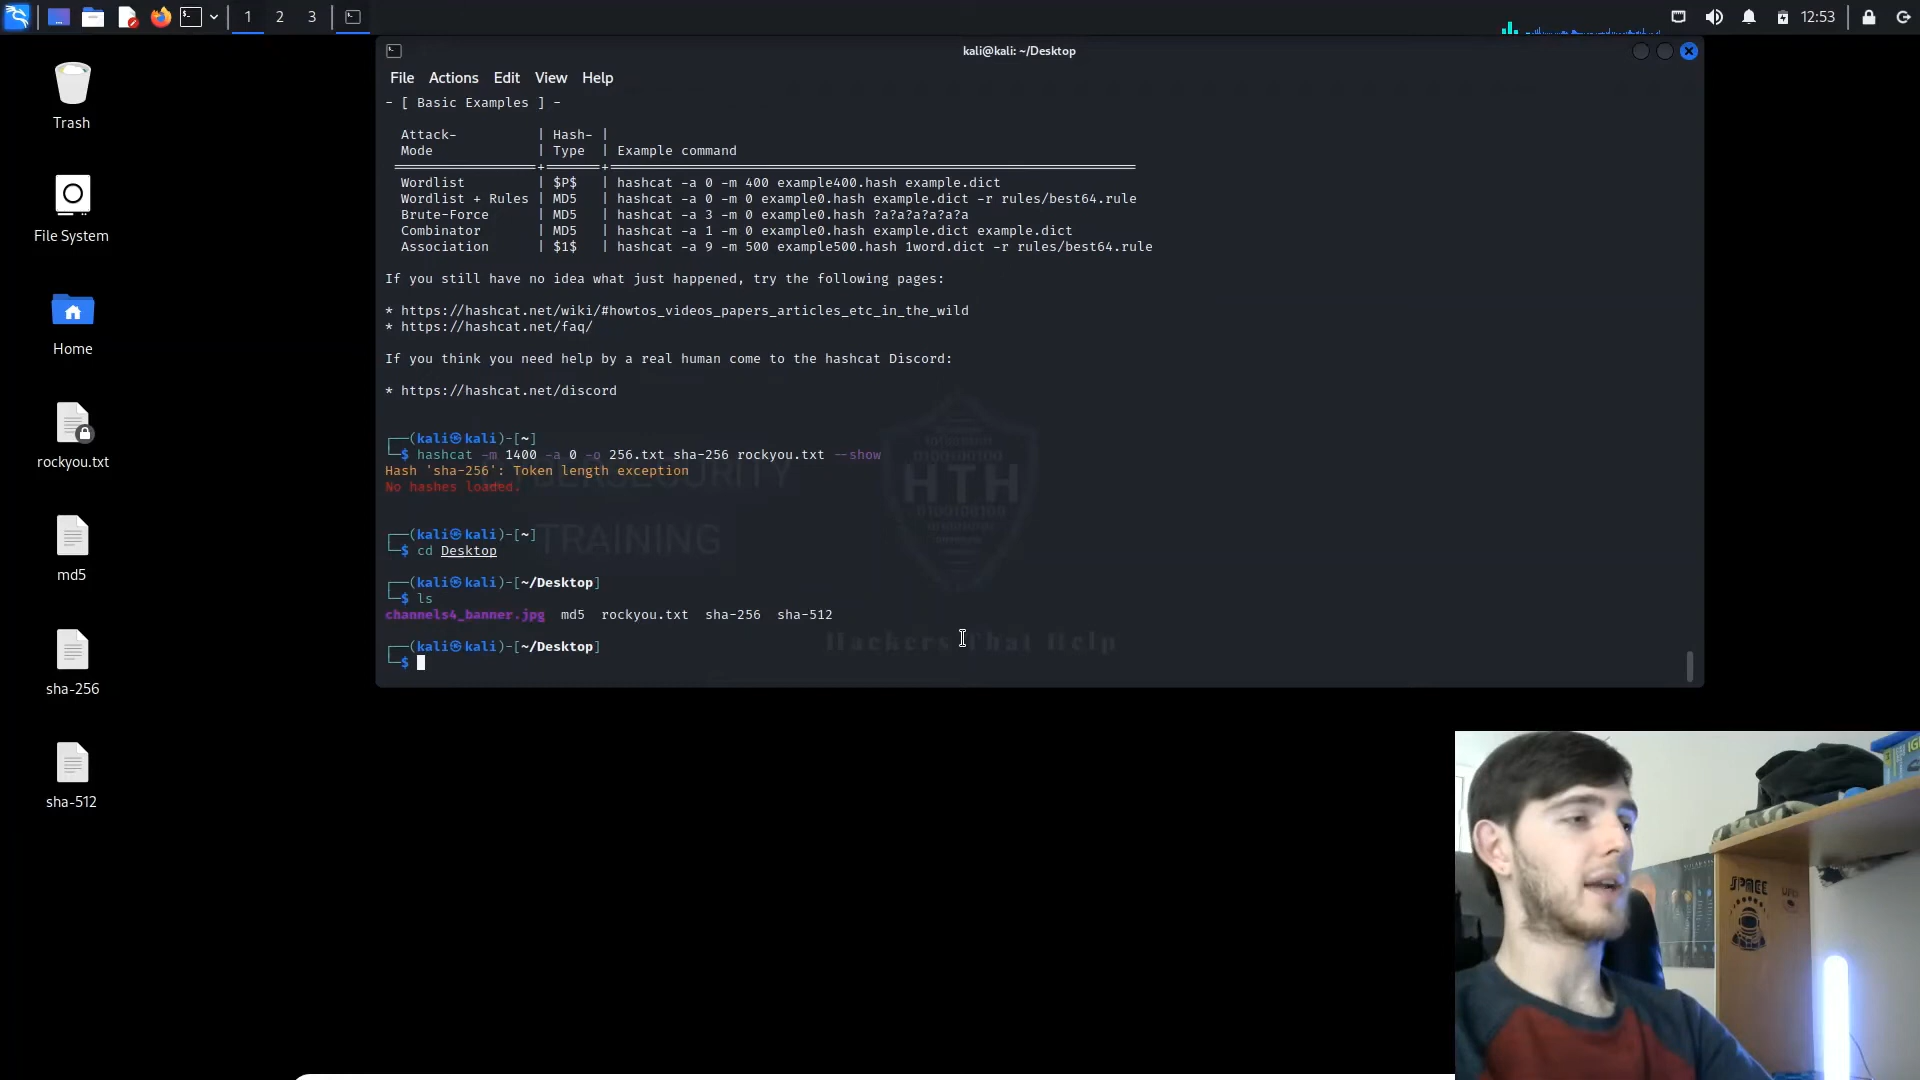 1 2 3 12:53
kali@kali: ~/Desktop
File Actions Edit View Help
- [ Basic Examples ] -
Attack- | Hash- |
Mode | Type | Example command
Wordlist | $P$ | hashcat -a 0 -m 400 example400.hash example.dict
Wordlist + Rules | MD5 | hashcat -a 0 -m 0 example0.hash example.dict -r rules/best64.rule
Brute-Force | MD5 | hashcat -a 3 -m 0 example0.hash ?a?a?a?a?a?a
Combinator | MD5 | hashcat -a 1 -m 0 example0.hash example.dict example.dict
Association | $1$ | hashcat -a 9 -m 500 example500.hash 1word.dict -r rules/best64.rule
If you still have no idea what just happened, try the following pages:
* https://hashcat.net/wiki/#howtos_videos_papers_articles_etc_in_the_wild
* https://hashcat.net/faq/
If you think you need help by a real human come to the hashcat Discord:
* https://hashcat.net/discord
┌──(kali㉿kali)-[~]
└─$ hashcat -m 1400 -a 0 -o 256.txt sha-256 rockyou.txt --show
Hash 'sha-256': Token length exception
No hashes loaded.
┌──(kali㉿kali)-[~]
└─$ cd Desktop
┌──(kali㉿kali)-[~/Desktop]
└─$ ls
channels4_banner.jpg md5 rockyou.txt sha-256 sha-512
┌──(kali㉿kali)-[~/Desktop]
└─$
CYBERSECURITY
TRAINING
HTH
Hackers That Help
Trash
File System
Home
rockyou.txt
md5
sha-256
sha-512
SPACE
UFO